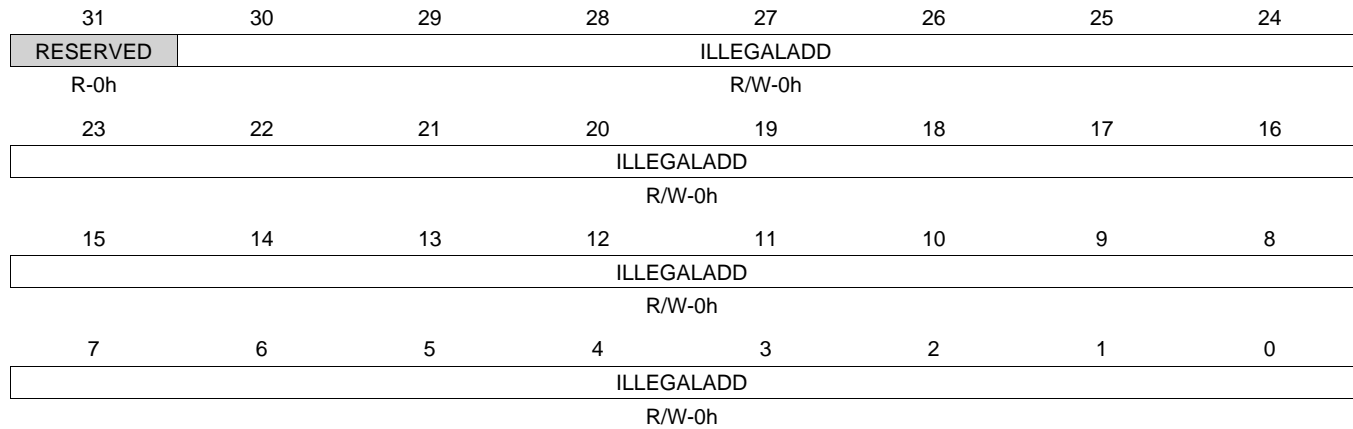 31 30 29 28 27 26 25 24
RESERVED ILLEGALADD
R-0h R/W-0h
23 22 21 20 19 18 17 16
ILLEGALADD
R/W-0h
15 14 13 12 11 10 9 8
ILLEGALADD
R/W-0h
7 6 5 4 3 2 1 0
ILLEGALADD
R/W-0h